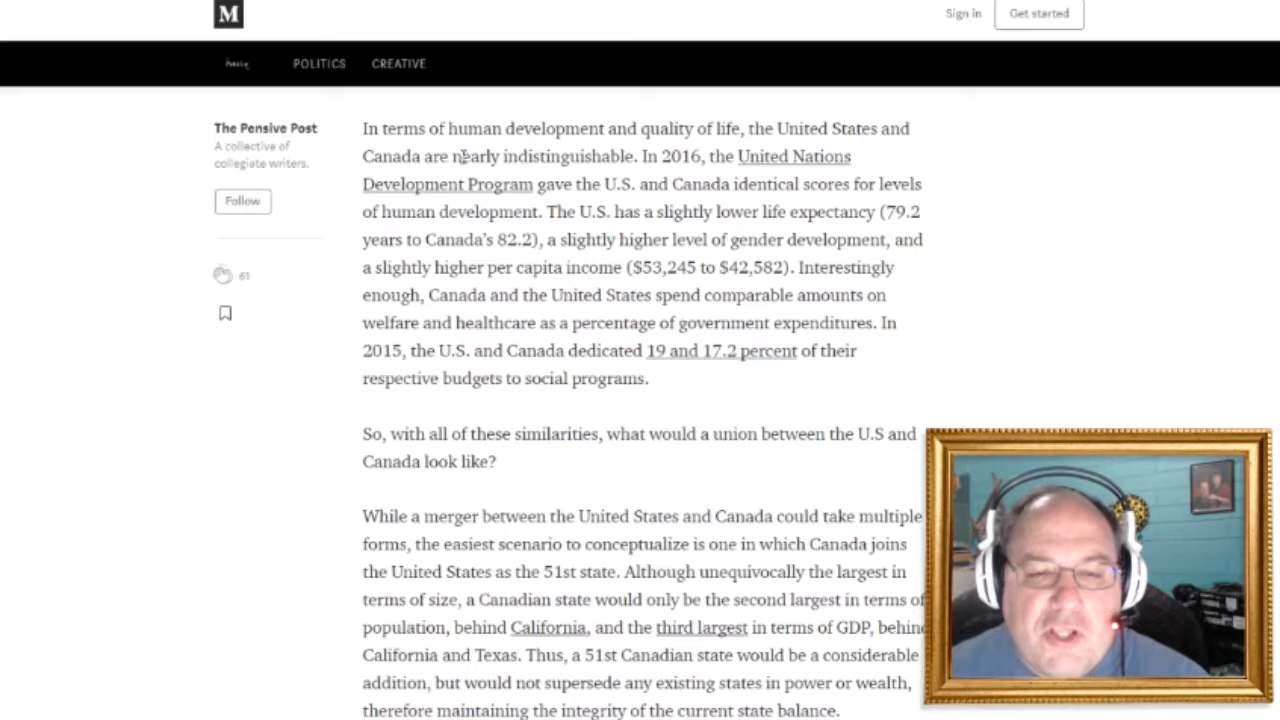 M
Sign in
Get started
POLITICS
CREATIVE
The Pensive Post
A collective of
collegiate writers.
Follow
61
In terms of human development and quality of life, the United States and
Canada are nearly indistinguishable. In 2016, the United Nations
Development Program gave the U.S. and Canada identical scores for levels
of human development. The U.S. has a slightly lower life expectancy (79.2
years to Canada's 82.2), a slightly higher level of gender development, and
a slightly higher per capita income ($53,245 to $42,582). Interestingly
enough, Canada and the United States spend comparable amounts on
welfare and healthcare as a percentage of government expenditures. In
2015, the U.S. and Canada dedicated 19 and 17.2 percent of their
respective budgets to social programs.
So, with all of these similarities, what would a union between the U.S and
Canada look like?
While a merger between the United States and Canada could take multiple
forms, the easiest scenario to conceptualize is one in which Canada joins
the United States as the 51st state. Although unequivocally the largest in
terms of size, a Canadian state would only be the second largest in terms of
population, behind California, and the third largest in terms of GDP, behind
California and Texas. Thus, a 51st Canadian state would be a considerable
addition, but would not supersede any existing states in power or wealth,
therefore maintaining the integrity of the current state balance.